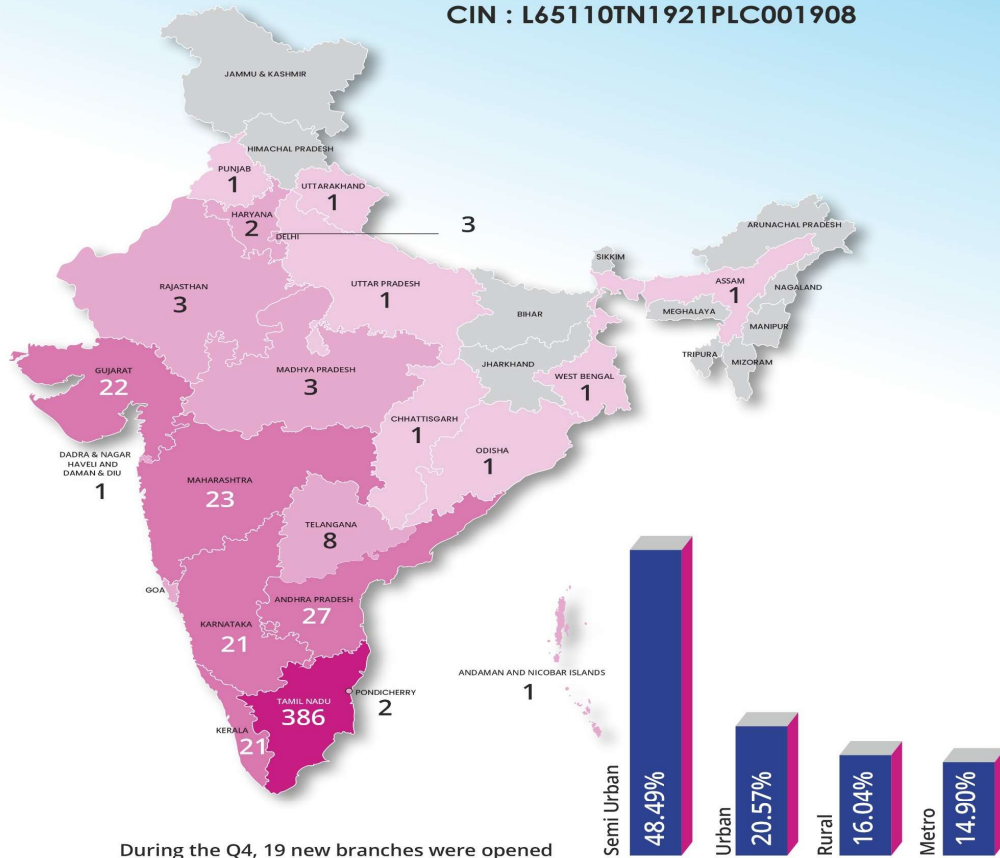 CIN : L65110TN1921PLC001908
JAMMU & KASHMIR
HIMACHAL PRADESH
PUNJAB
1
UTTARAKHAND
1
HARYANA
2
DELHI
3
ARUNACHAL PRADESH
SIKKIM
ASSAM
1
NAGALAND
MEGHALAYA
MANIPUR
TRIPURA
MIZORAM
RAJASTHAN
3
UTTAR PRADESH
1
BIHAR
JHARKHAND
WEST BENGAL
1
GUJARAT
22
MADHYA PRADESH
3
CHHATTISGARH
1
ODISHA
1
DADRA & NAGAR
HAVELI AND
DAMAN & DIU
1
MAHARASHTRA
23
TELANGANA
8
GOA
ANDHRA PRADESH
27
KARNATAKA
21
ANDAMAN AND NICOBAR ISLANDS
1
TAMIL NADU
386
PONDICHERRY
2
KERALA
21
Semi Urban
48.49%
Urban
20.57%
Rural
16.04%
Metro
14.90%
During the Q4, 19 new branches were opened